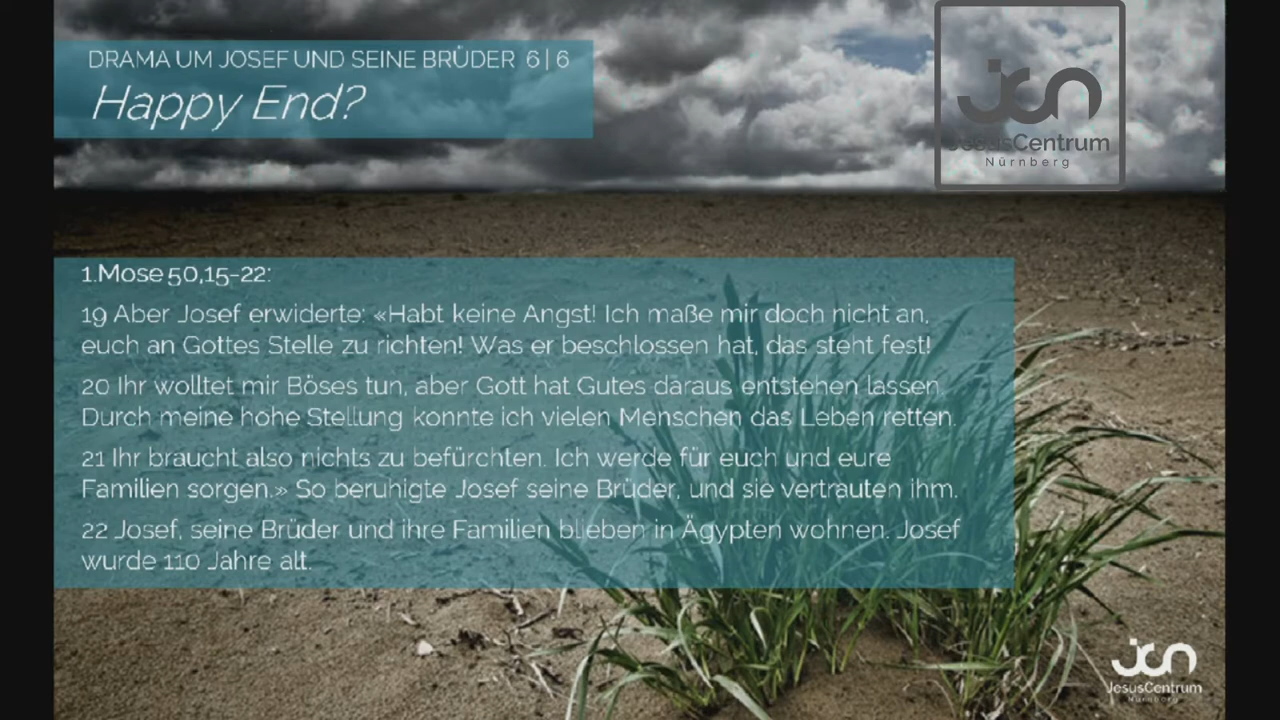 DRAMA UM JOSEF UND SEINE BRÜDER 6|6
Happy End?
jcn
JesusCentrum
Nürnberg
1.Mose 50,15-22:
19 Aber Josef erwiderte: «Habt keine Angst! Ich maße mir doch nicht an,
euch an Gottes Stelle zu richten! Was er beschlossen hat, das steht fest!
20 Ihr wolltet mir Böses tun, aber Gott hat Gutes daraus entstehen lassen.
Durch meine hohe Stellung konnte ich vielen Menschen das Leben retten.
21 Ihr braucht also nichts zu befürchten. Ich werde für euch und eure
Familien sorgen.» So beruhigte Josef seine Brüder, und sie vertrauten ihm.
22 Josef, seine Brüder und ihre Familien blieben in Ägypten wohnen. Josef
wurde 110 Jahre alt.
jcn
JesusCentrum
Nürnberg